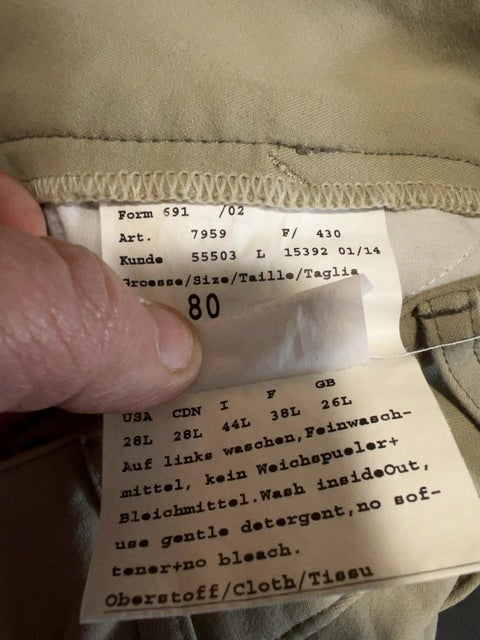 Form 691 /02
Art. 7959 F/ 430
Kunde 55503 L 15392 01/14
Groesse/Size/Taille/Taglia
80
USA CDN I F GB
28L 28L 44L 38L 26L
Auf links waschen,Feinwasch-
mittel, kein Weichspueler+
Bleichmittel.Wash insideOut,
use gentle detergent,no sof-
tener+no bleach.
Oberstoff/Cloth/Tissu